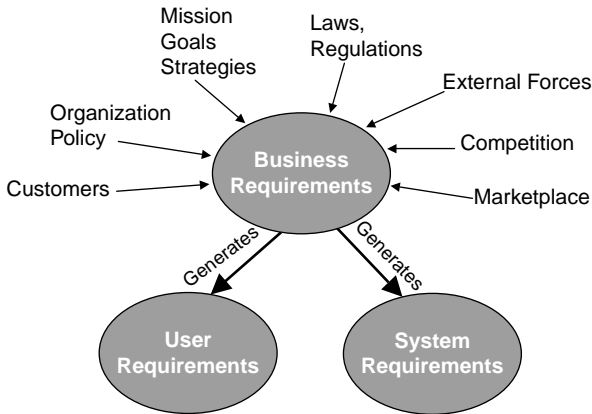 Mission
Goals
Strategies
Laws,
Regulations
External Forces
Organization
Policy
Competition
Customers
Marketplace
Business
Requirements
Generates
Generates
User
Requirements
System
Requirements